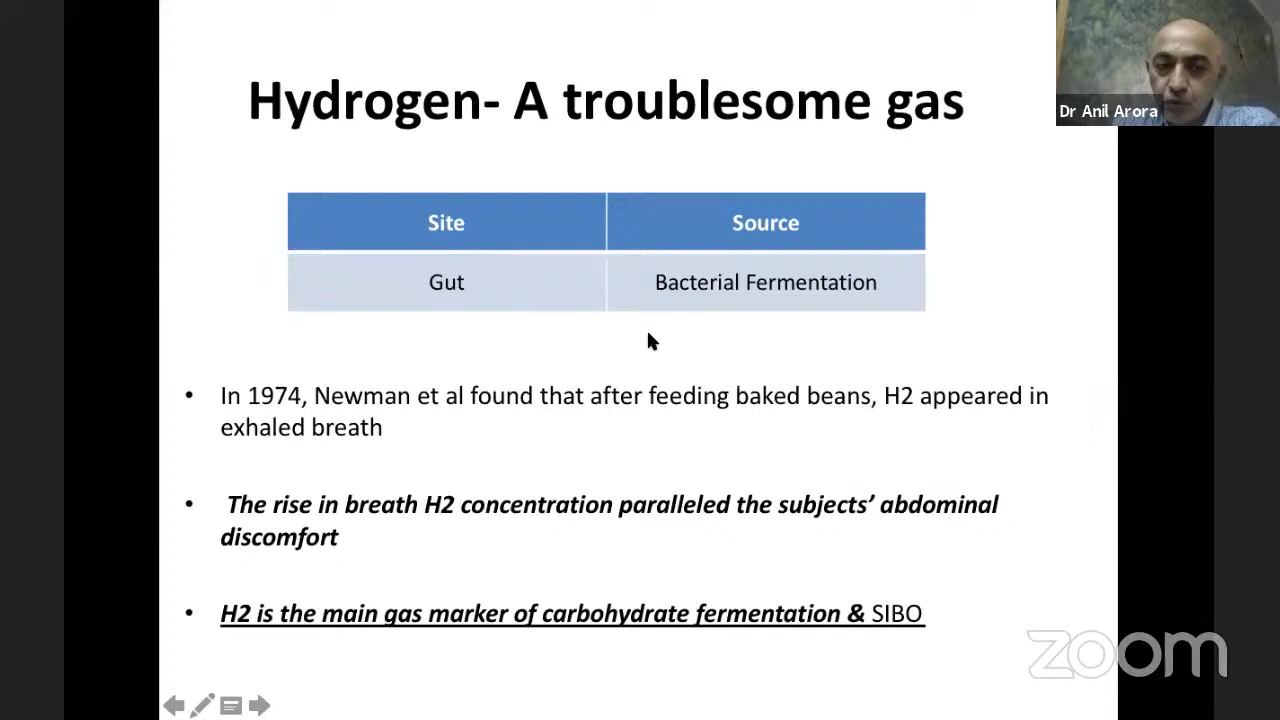 Hydrogen- A troublesome gas
Dr Anil Arora
Site Source
Gut Bacterial Fermentation
• In 1974, Newman et al found that after feeding baked beans, H2 appeared in
exhaled breath
• The rise in breath H2 concentration paralleled the subjects’ abdominal
discomfort
• H2 is the main gas marker of carbohydrate fermentation & SIBO
zoom